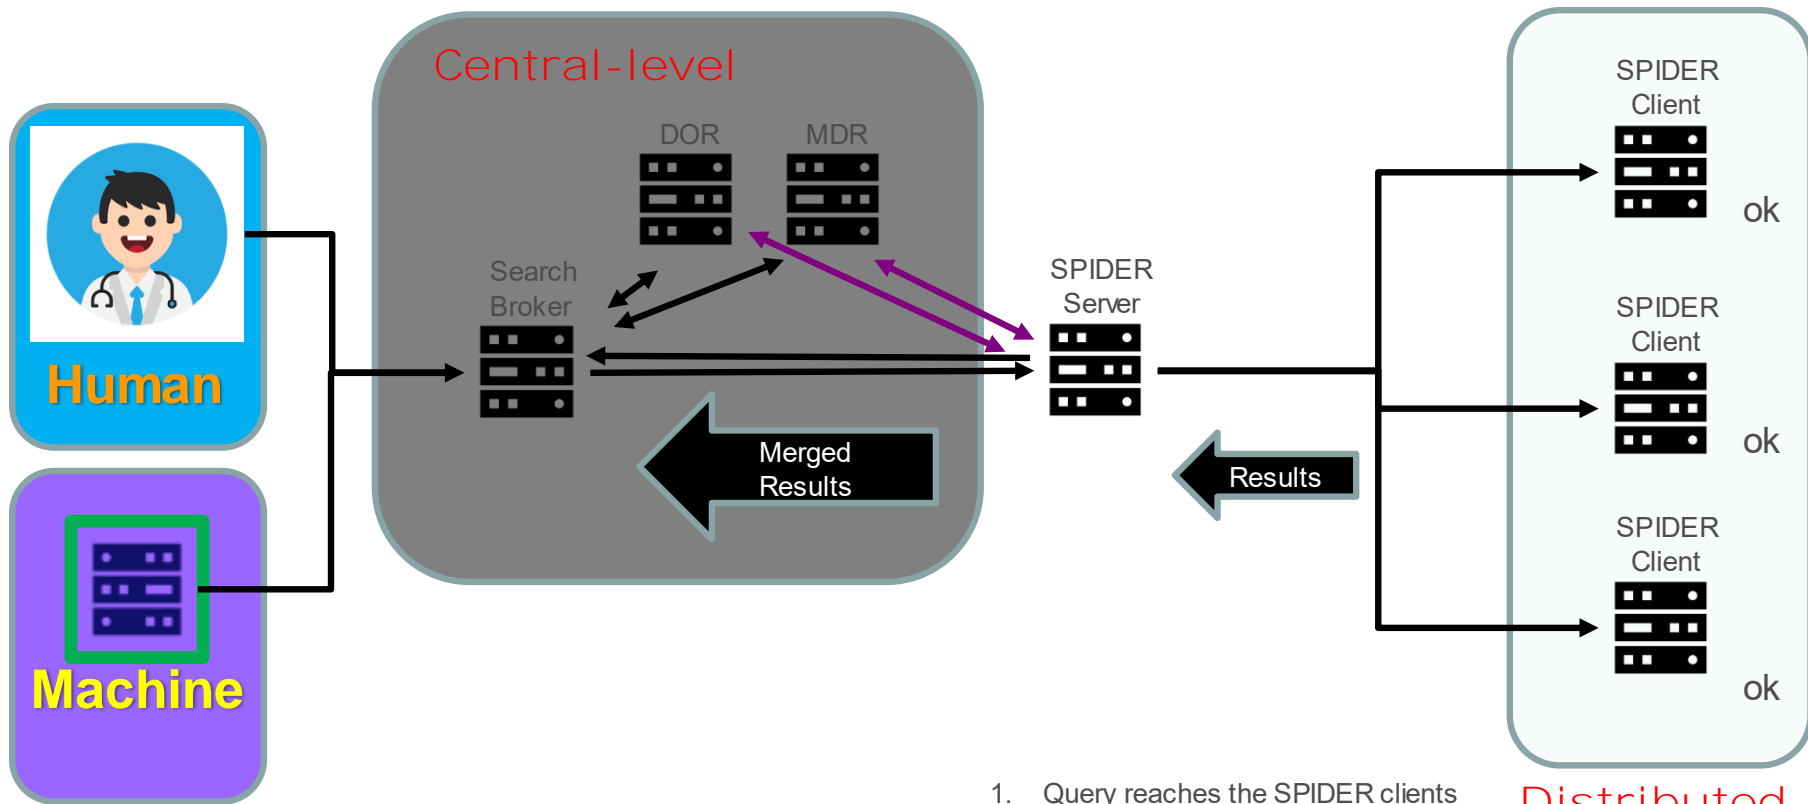 Central-level
DOR
MDR
Search
Broker
SPIDER
Server
Human
Machine
Merged
Results
Results
SPIDER
Client
ok
SPIDER
Client
ok
SPIDER
Client
ok
1. Query reaches the SPIDER clients
Distributed